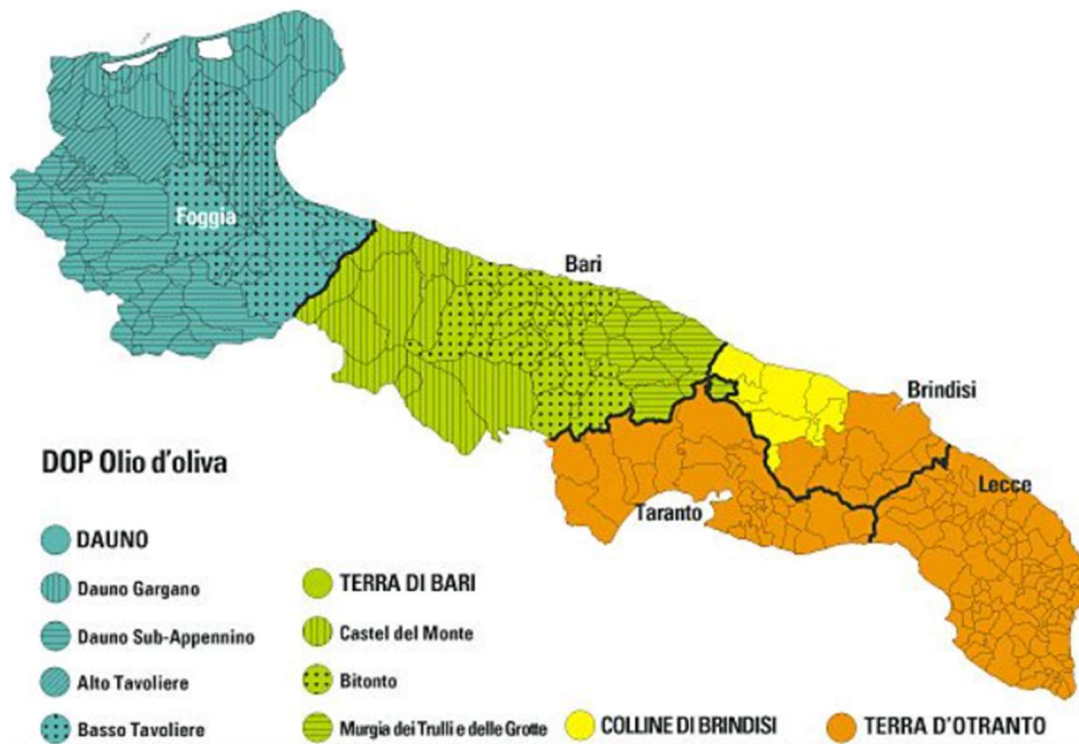 Foggia
Bari
Brindisi
Lecce
Taranto
DOP Olio d'oliva
DAUNO
Dauno Gargano
Dauno Sub-Appennino
Alto Tavoliere
Basso Tavoliere
TERRA DI BARI
Castel del Monte
Bitonto
Murgia dei Trulli e delle Grotte
COLLINE DI BRINDISI
TERRA D'OTRANTO